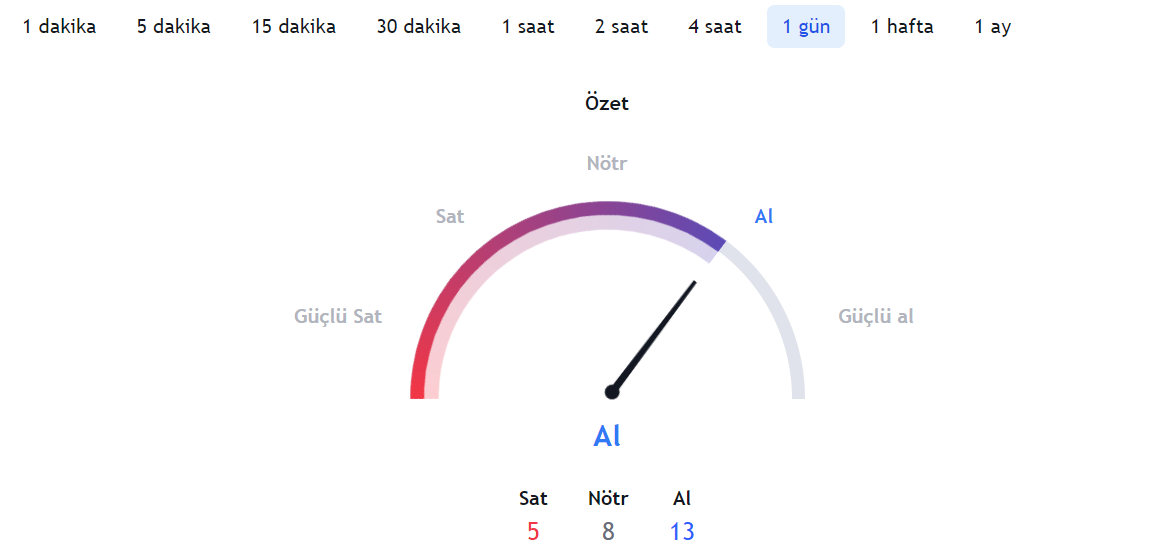 1 dakika 5 dakika 15 dakika 30 dakika 1 saat 2 saat 4 saat 1 gün 1 hafta 1 ay
Özet
Nötr
Sat Al
Güçlü Sat Güçlü al
Al
Sat Nötr Al
5 8 13